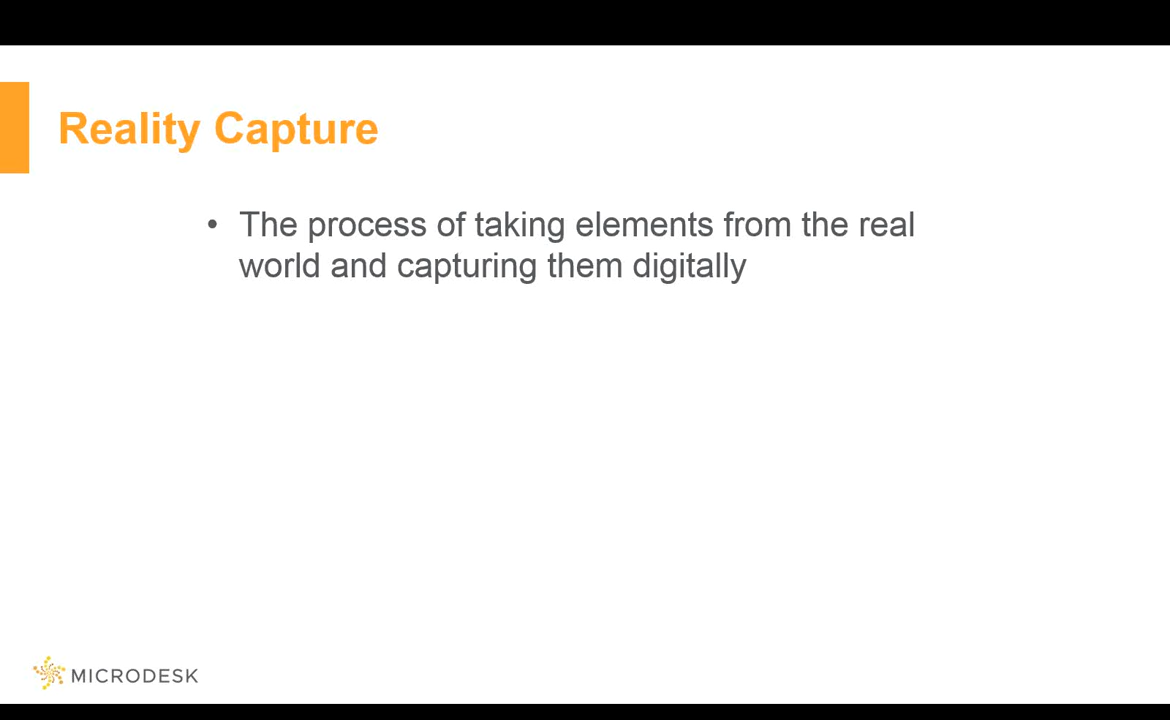 Reality Capture
• The process of taking elements from the real
world and capturing them digitally
MICRODESK